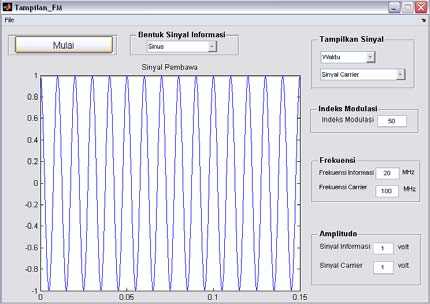 Tampilan_FM
File
Mulai
Bentuk Sinyal Informasi
Sinus
Tampilkan Sinyal
Waktu
Sinyal Carrier
Sinyal Pembawa
1
0.8
0.6
0.4
0.2
0
-0.2
-0.4
-0.6
-0.8
-1
0
0.05
0.1
0.15
Indeks Modulasi
Indeks Modulasi 50
Frekuensi
Frekuensi Informasi 20 MHz
Frekuensi Carrier 100 MHz
Amplitudo
Sinyal Informasi 1 volt
Sinyal Carrier 1 volt